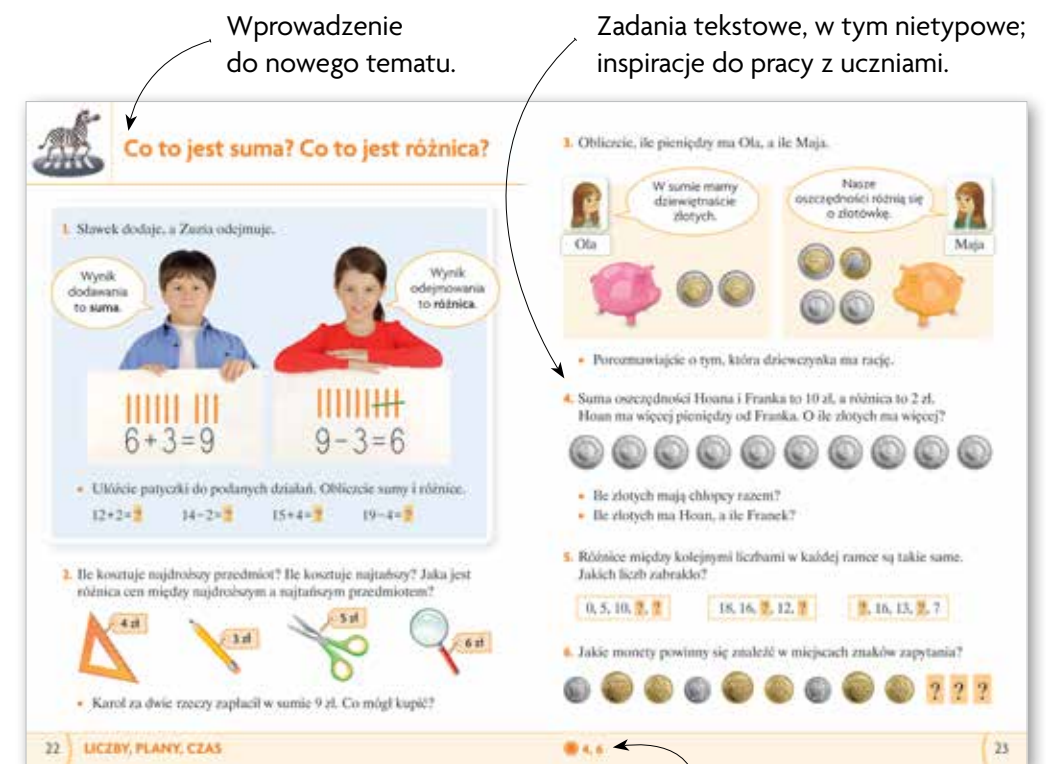 Wprowadzenie
do nowego tematu.
Zadania tekstowe, w tym nietypowe;
inspiracje do pracy z uczniami.
Co to jest suma? Co to jest różnica?
1. Sławek dodaje, a Zuzia odejmuje.
Wynik
dodawania
to suma.
Wynik
odejmowania
to różnica.
6+3=9
9-3=6
• Ułóżcie patyczki do podanych działań. Obliczcie sumy i różnice.
12+2=? 14-2=? 15+4=? 19-4=?
2. Ile kosztuje najdroższy przedmiot? Ile kosztuje najtańszy? Jaka jest
różnica cen między najdroższym a najtańszym przedmiotem?
4 zł
3 zł
5 zł
6 zł
• Karol za dwie rzeczy zapłacił w sumie 9 zł. Co mógł kupić?
22 LICZBY, PLANY, CZAS
3. Obliczcie, ile pieniędzy ma Ola, a ile Maja.
W sumie mamy
dziewiętnaście
złotych.
Ola
Nasze
oszczędności różnią się
o złotówkę.
Maja
• Porozmawiajcie o tym, która dziewczynka ma rację.
4. Suma oszczędności Hoana i Franka to 10 zł, a różnica to 2 zł.
Hoan ma więcej pieniędzy od Franka. O ile złotych ma więcej?
• Ile złotych mają chłopcy razem?
• Ile złotych ma Hoan, a ile Franek?
5. Różnice między kolejnymi liczbami w każdej ramce są takie same.
Jakich liczb zabrakło?
0, 5, 10, ?, ? 18, 16, ?, 12, ? ?, 16, 13, ?, 7
6. Jakie monety powinny się znaleźć w miejscach znaków zapytania?
? ? ?
4, 6
23